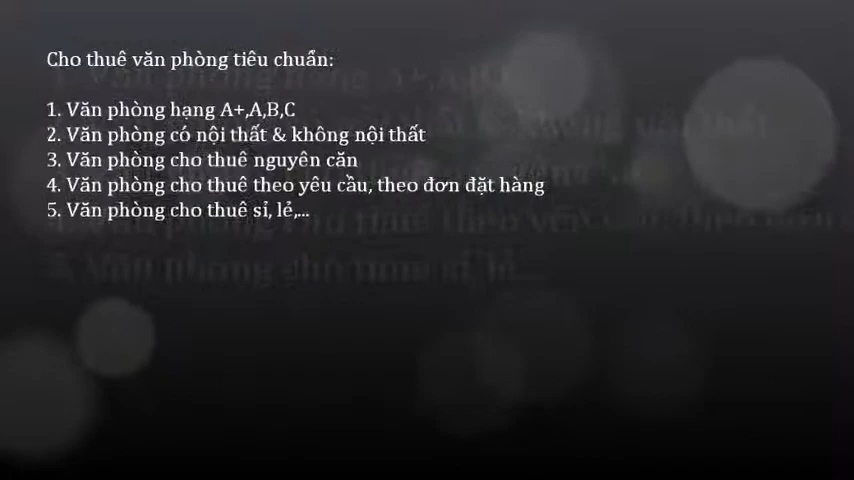 Cho thuê văn phòng tiêu chuẩn:
1. Văn phòng hạng A+,A,B,C
2. Văn phòng có nội thất & không nội thất
3. Văn phòng cho thuê nguyên căn
4. Văn phòng cho thuê theo yêu cầu, theo đơn đặt hàng
5. Văn phòng cho thuê sỉ, lẻ,...